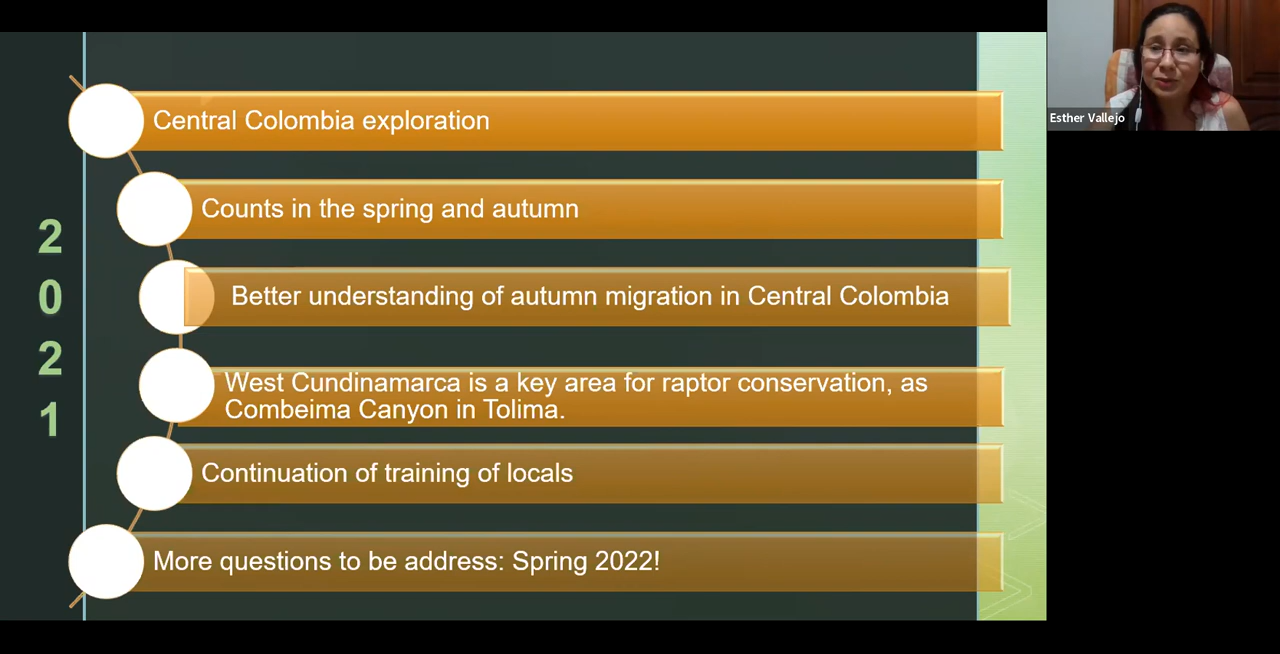 Central Colombia exploration
Counts in the spring and autumn
Better understanding of autumn migration in Central Colombia
West Cundinamarca is a key area for raptor conservation, as
Combeima Canyon in Tolima.
Continuation of training of locals
More questions to be address: Spring 2022!
2
0
2
1
Esther Vallejo